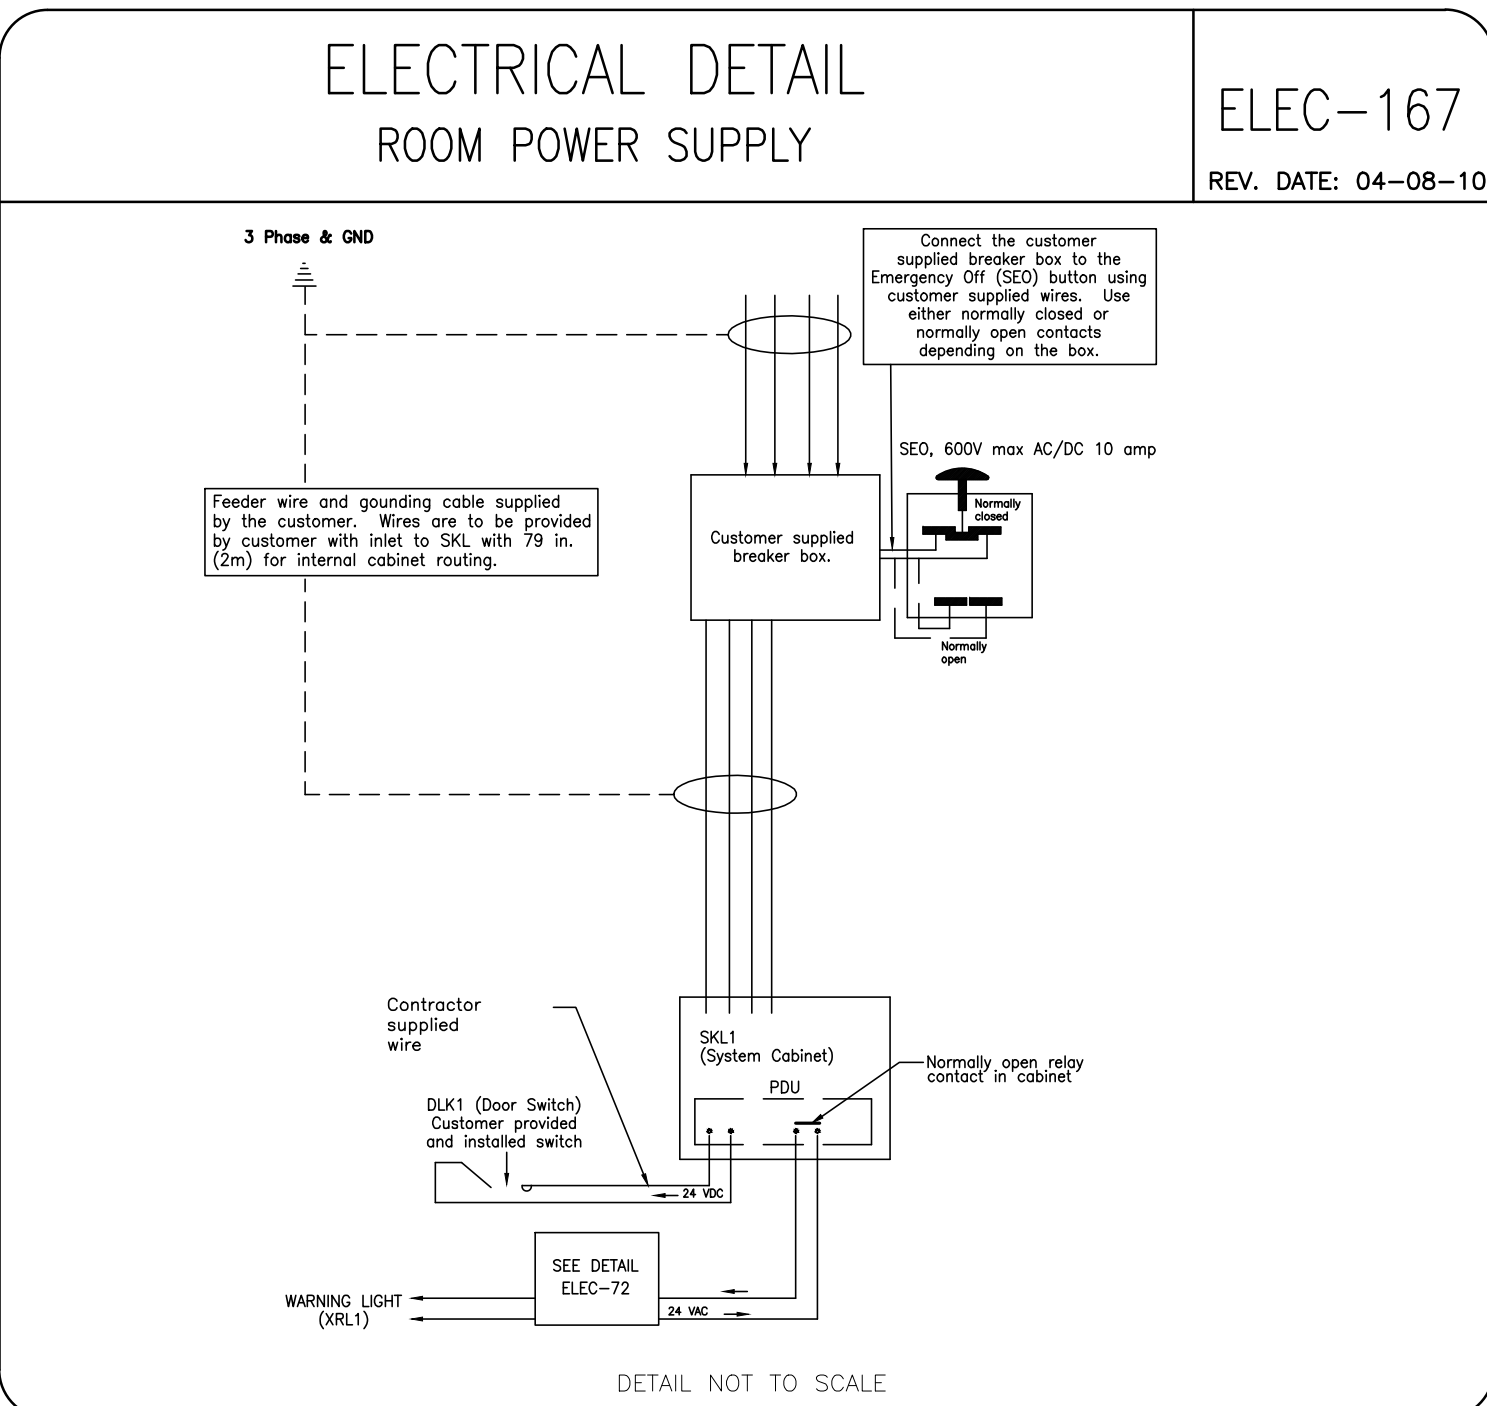 ELECTRICAL DETAIL
ROOM POWER SUPPLY
ELEC-167
REV. DATE: 04-08-10
3 Phase & GND
Connect the customer
supplied breaker box to the
Emergency Off (SEO) button using
customer supplied wires. Use
either normally closed or
normally open contacts
depending on the box.
SEO, 600V max AC/DC 10 amp
Normally
closed
Feeder wire and gounding cable supplied
by the customer. Wires are to be provided
by customer with inlet to SKL with 79 in.
(2m) for internal cabinet routing.
Customer supplied
breaker box.
Normally
open
Contractor
supplied
wire
SKL1
(System Cabinet)
PDU
Normally open relay
contact in cabinet
DLK1 (Door Switch)
Customer provided
and installed switch
24 VDC
SEE DETAIL
ELEC-72
WARNING LIGHT
(XRL1)
24 VAC
DETAIL NOT TO SCALE